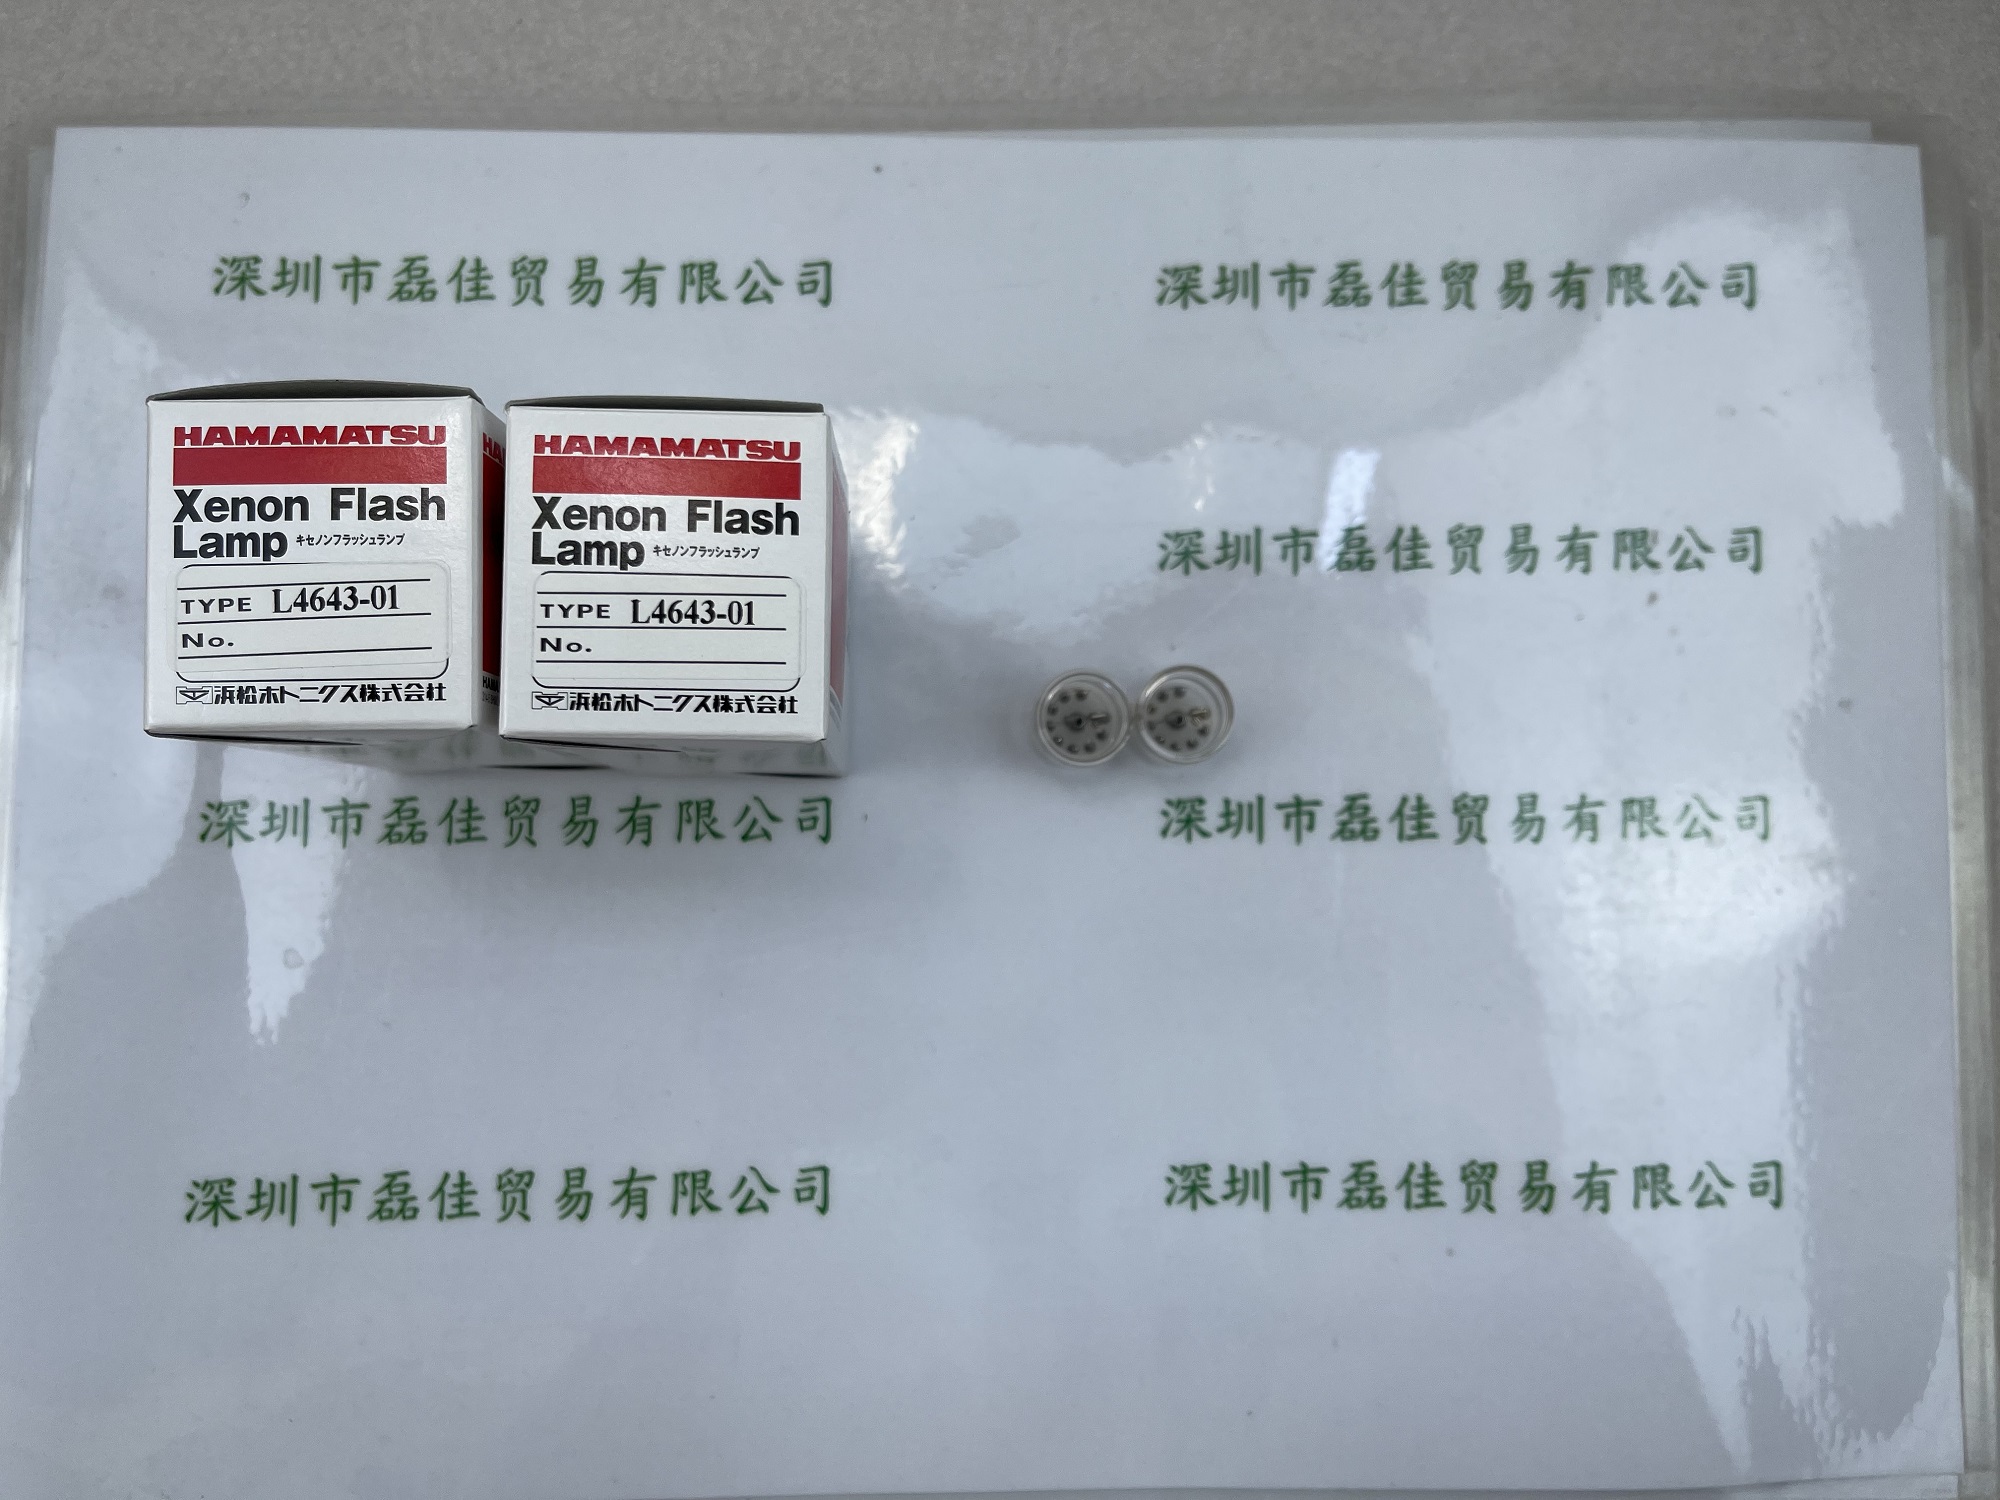 深圳市磊佳贸易有限公司
深圳市磊佳贸易有限公司
HAMAMATSU
Xenon Flash
Lamp キセノンフラッシュランプ
TYPE L4643-01
No.
浜松ホトニクス株式会社
HAMAMATSU
Xenon Flash
Lamp キセノンフラッシュランプ
TYPE L4643-01
No.
浜松ホトニクス株式会社
深圳市磊佳贸易有限公司
深圳市磊佳贸易有限公司
深圳市磊佳贸易有限公司
深圳市磊佳贸易有限公司
深圳市磊佳贸易有限公司